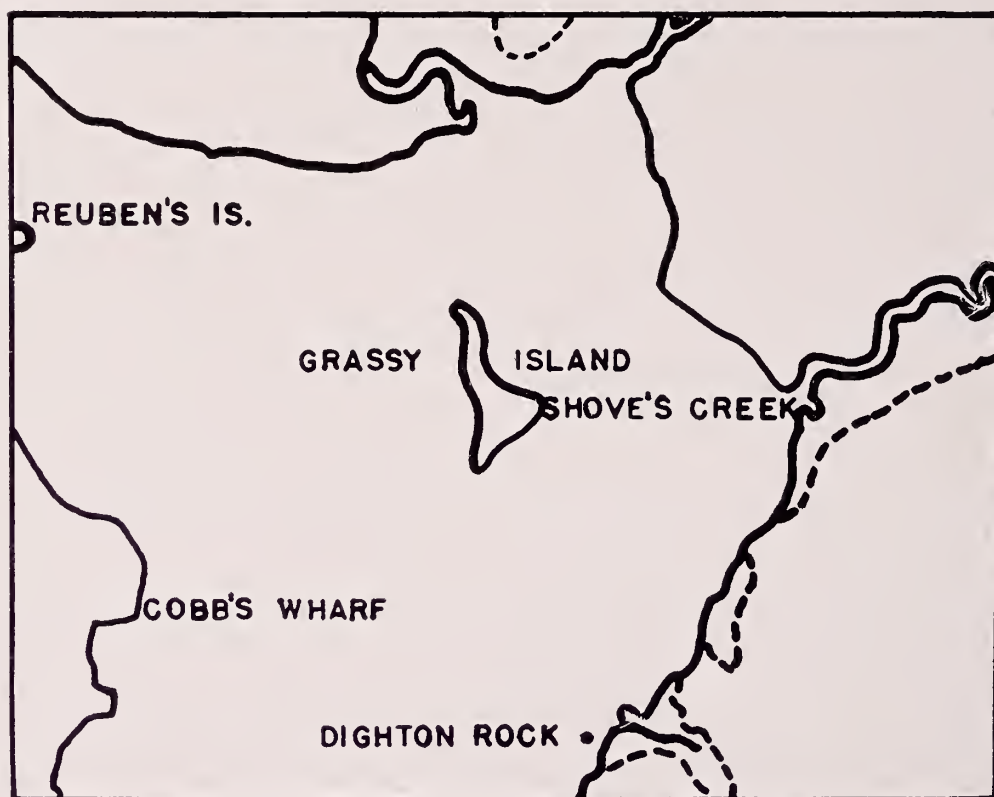 REUBEN'S IS.
GRASSY ISLAND
SHOVE'S CREEK
COBB'S WHARF
DIGHTON ROCK